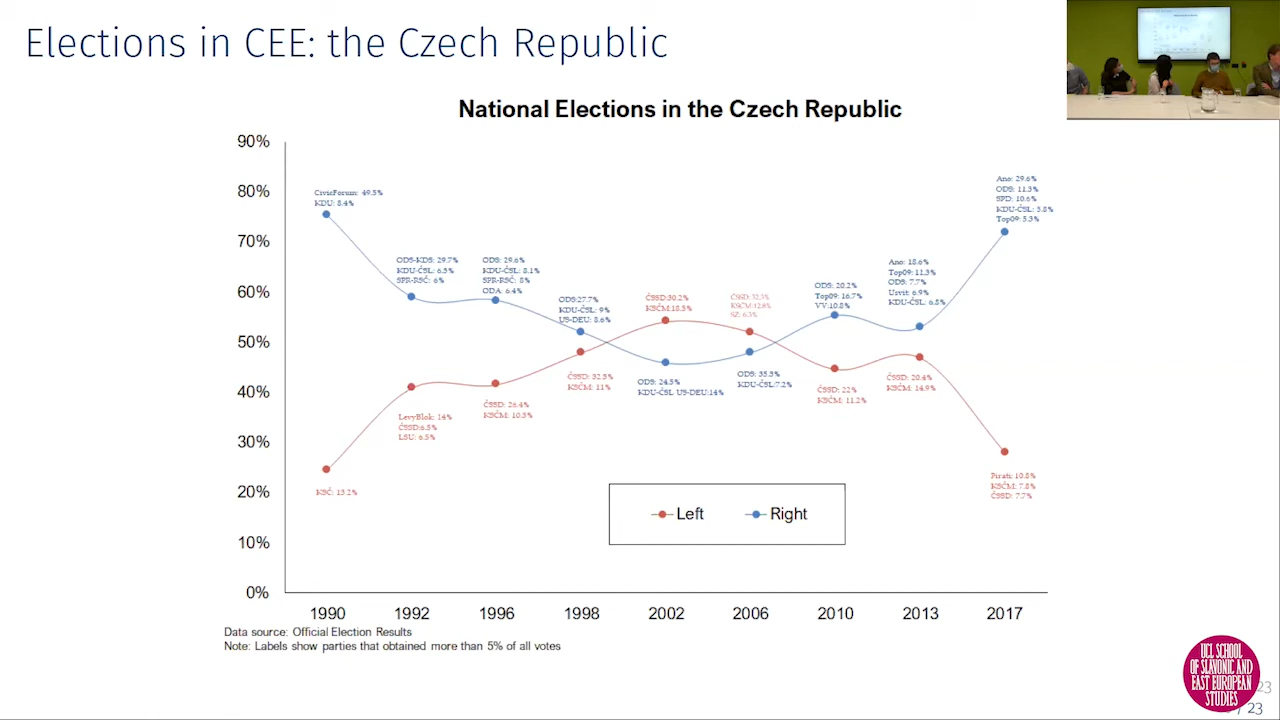 Elections in CEE: the Czech Republic
National Elections in the Czech Republic
90%
80%
70%
60%
50%
40%
30%
20%
10%
0%
CivicForum: 49.5%
KDU: 8.4%
ODS-KDS: 29.7%
KDU-ČSL: 6.3%
SPR-RSČ: 6%
ODS: 29.6%
KDU-ČSL: 8.1%
SPR-RSČ: 8%
ODA: 6.4%
ODS:27.7%
KDU-ČSL: 9%
US-DEU: 8.6%
ČSSD:30.2%
KSČM:18.5%
ČSSD: 32.3%
KSČM:12.8%
SZ: 6.3%
ODS: 20.2%
Top09: 16.7%
VV:10.8%
Ano: 18.6%
Top09: 11.3%
ODS: 7.7%
Usvit: 6.9%
KDU-ČSL: 6.8%
Ano: 29.6%
ODS: 11.3%
SPD: 10.6%
KDU-ČSL: 5.8%
Top09: 5.3%
KSČ: 13.2%
LevyBlok: 14%
ČSSD:6.5%
LSU: 6.5%
ČSSD: 26.4%
KSČM: 10.3%
ČSSD: 32.3%
KSČM: 11%
ODS: 24.5%
KDU-ČSL US-DEU:14%
ODS: 35.3%
KDU-ČSL:7.2%
ČSSD: 22%
KSČM: 11.2%
ČSSD: 20.4%
KSČM: 14.9%
Pirati: 10.8%
KSČM: 7.8%
ČSSD: 7.7%
Left
Right
1990 1992 1996 1998 2002 2006 2010 2013 2017
Data source: Official Election Results
Note: Labels show parties that obtained more than 5% of all votes
UCL SCHOOL
OF SLAVONIC AND
EAST EUROPEAN
STUDIES
23
/ 23